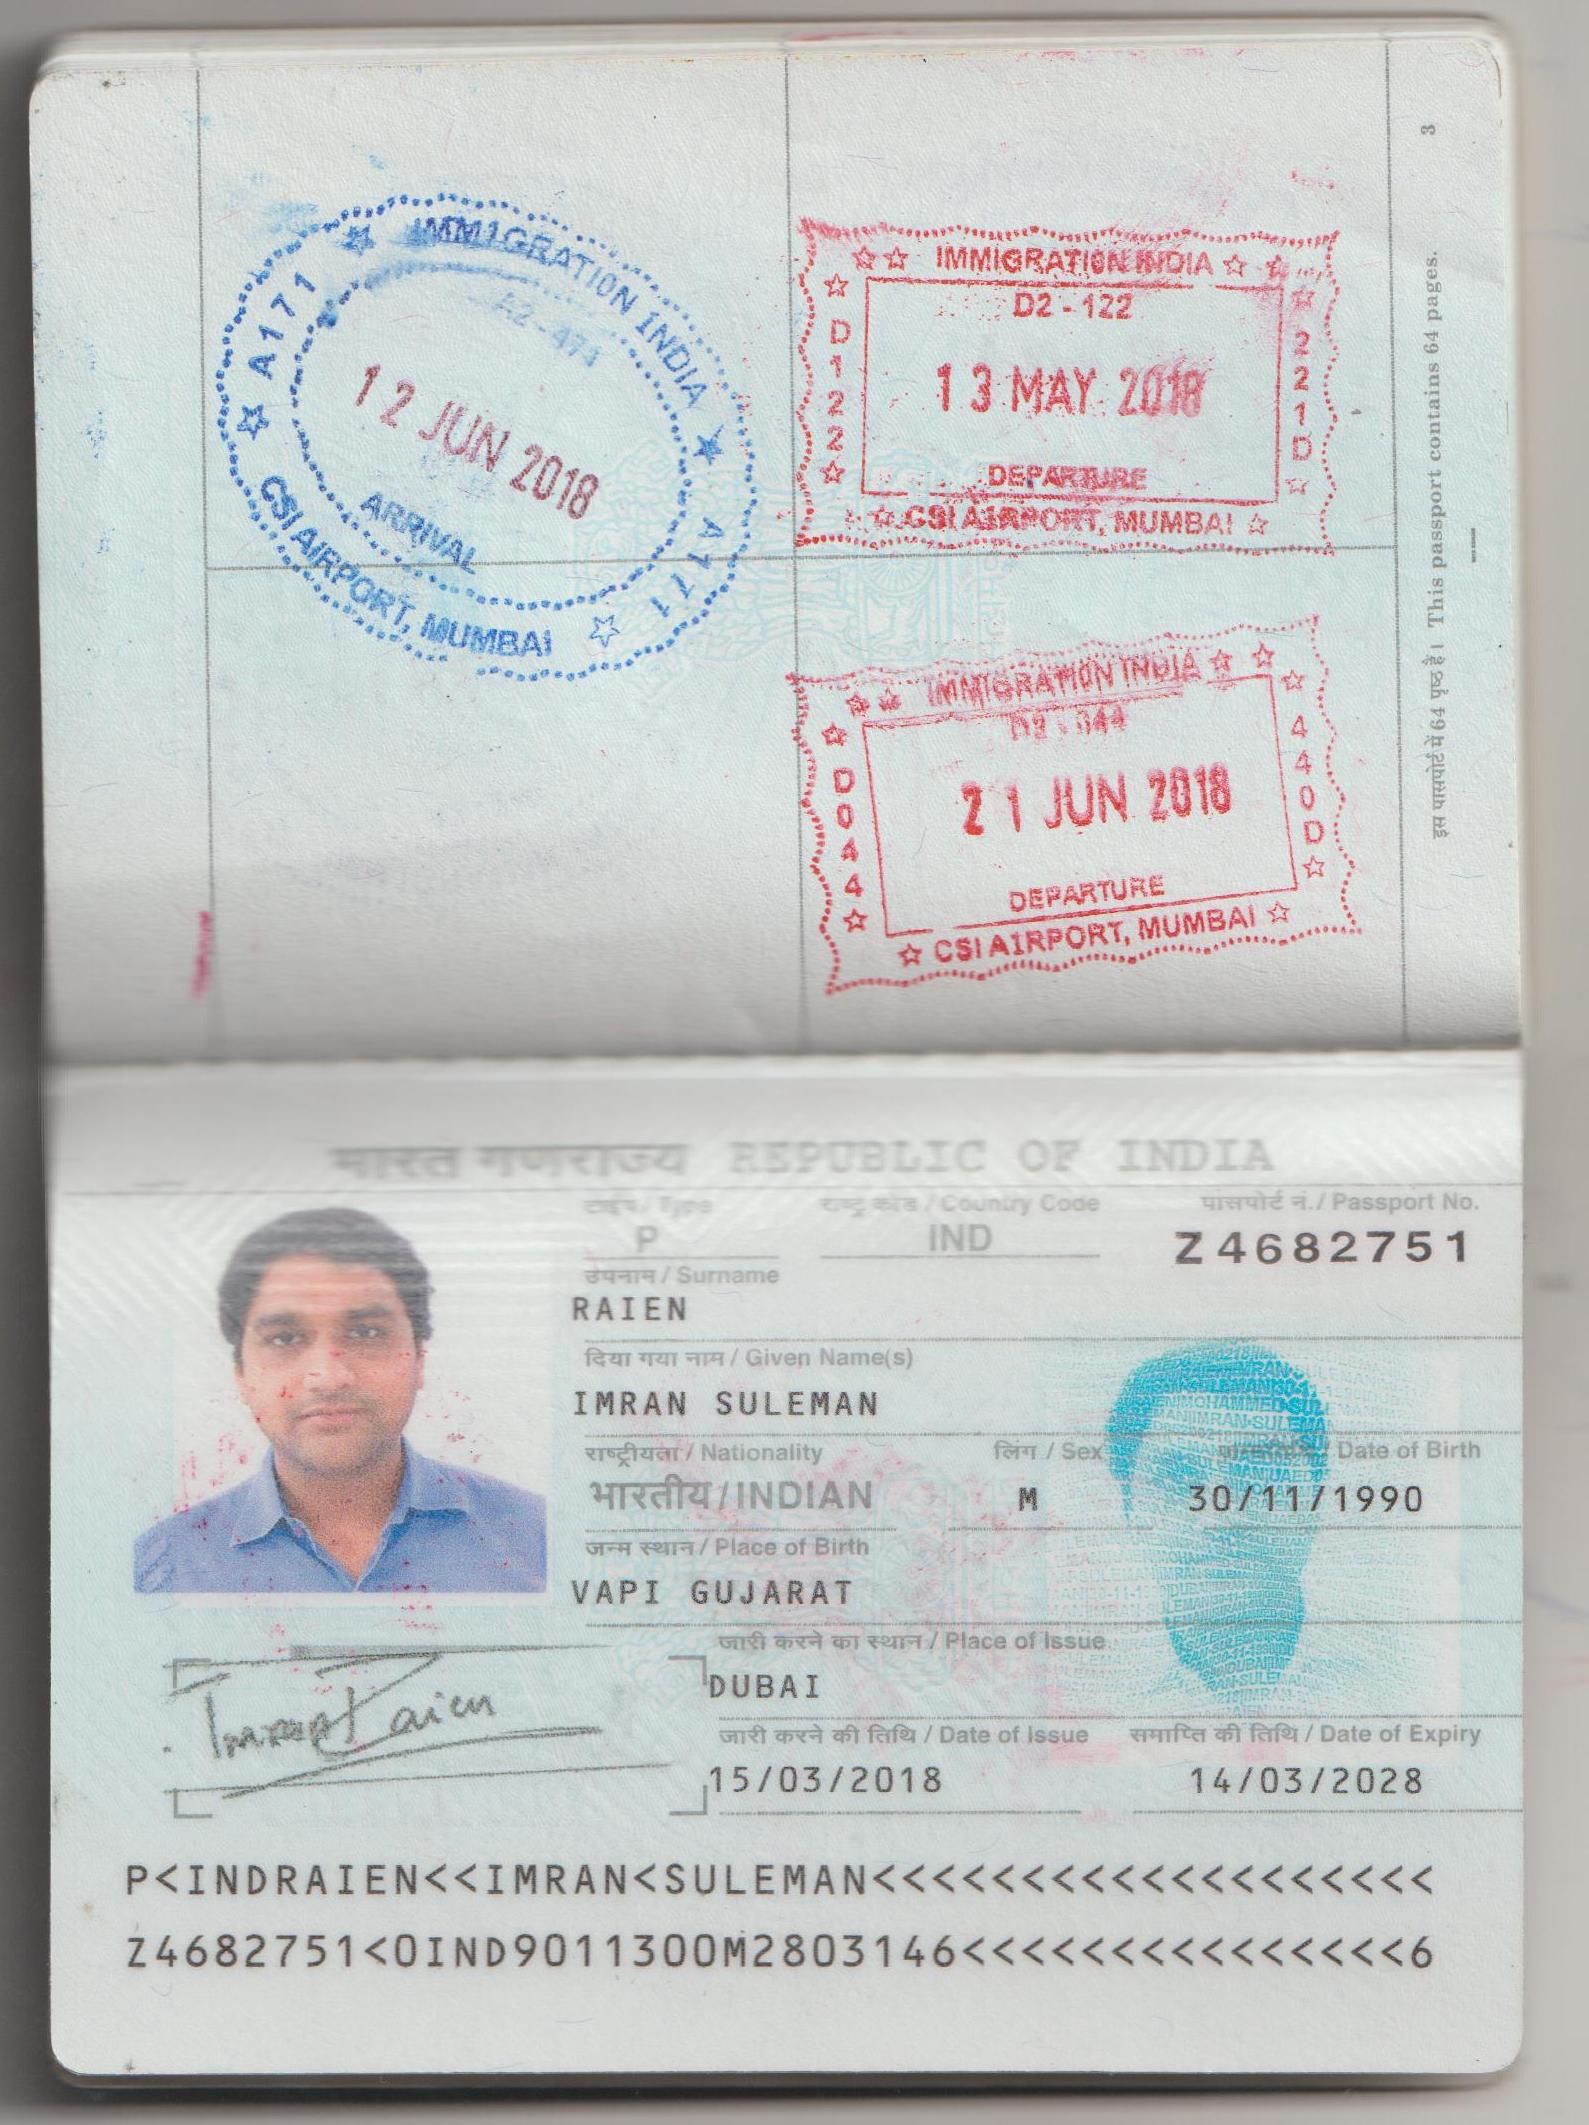 IMMIGRATION INDIA
A2-474
A171
12 JUN 2018
ARRIVAL
A171
CSI AIRPORT, MUMBAI
IMMIGRATION INDIA
D2 - 122
D122
13 MAY 2018
221D
DEPARTURE
CSI AIRPORT, MUMBAI
IMMIGRATION INDIA
D2 - 044
D044
21 JUN 2018
440D
DEPARTURE
CSI AIRPORT, MUMBAI
इस पासपोर्ट में 64 पृष्ठ हैं। This passport contains 64 pages.
3
भारत गणराज्य REPUBLIC OF INDIA
टाईप / Type राष्ट्र कोड / Country Code पासपोर्ट नं. / Passport No.
P IND Z4682751
उपनाम / Surname
RAIEN
दिया गया नाम / Given Name(s)
IMRAN SULEMAN
राष्ट्रीयता / Nationality लिंग / Sex / Date of Birth
भारतीय / INDIAN M 30/11/1990
जन्म स्थान / Place of Birth
VAPI GUJARAT
जारी करने का स्थान / Place of Issue
DUBAI
जारी करने की तिथि / Date of Issue समाप्ति की तिथि / Date of Expiry
15/03/2018 14/03/2028
Imran Raien
P<INDRAIEN<<IMRAN<SULEMAN<<<<<<<<<<<<<<<<<<<
Z4682751<0IND9011300M2803146<<<<<<<<<<<<<<<6